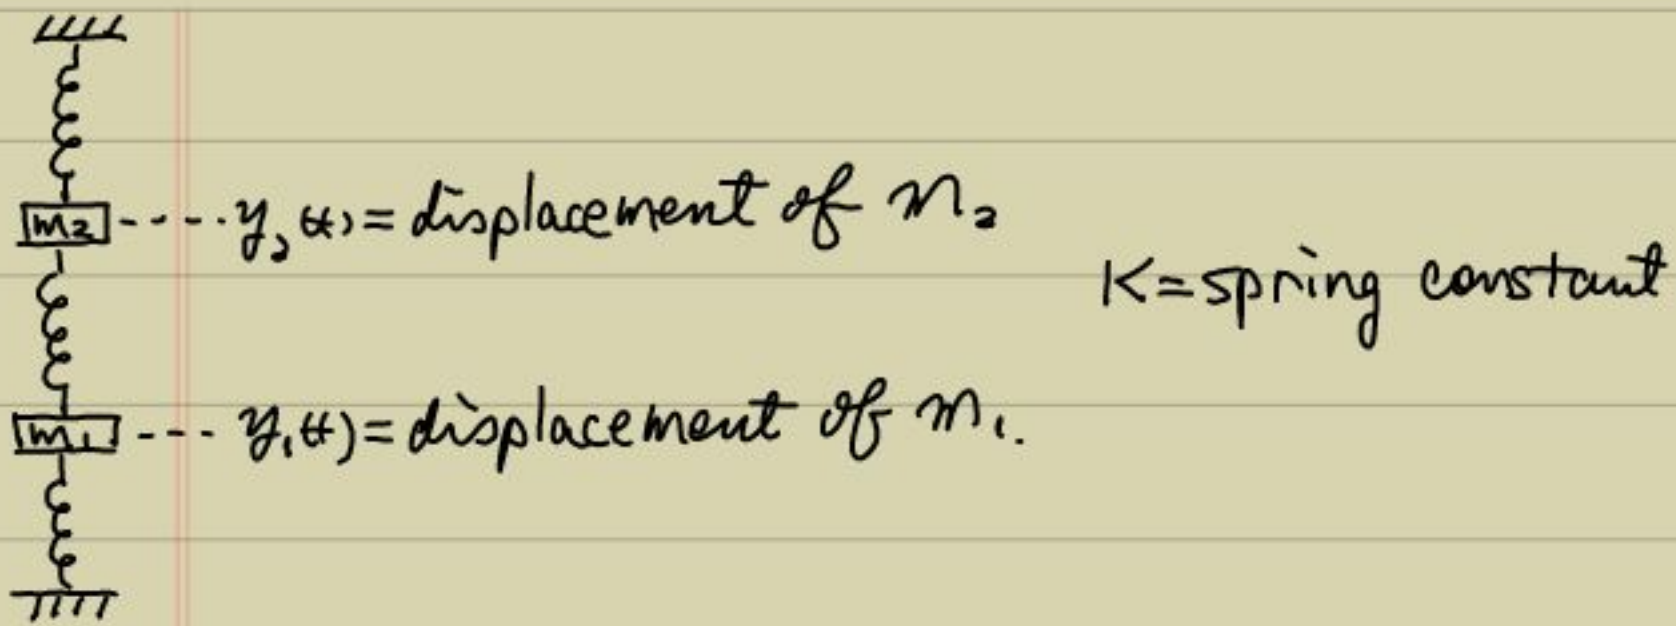 m2 ----- y2(t) = displacement of m2
K = spring constant
m1 --- y1(t) = displacement of m1.